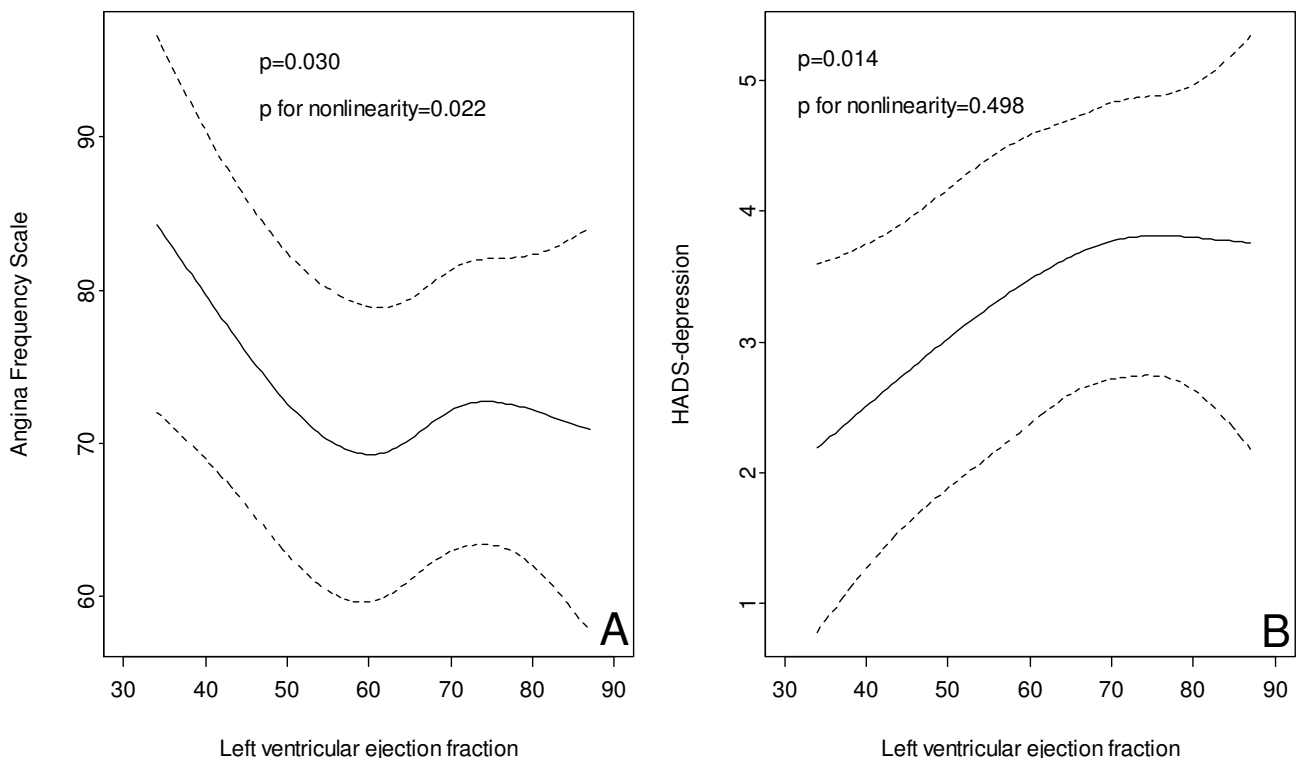 p=0.030
p for nonlinearity=0.022
Angina Frequency Scale
90
80
70
60
A
30 40 50 60 70 80 90
Left ventricular ejection fraction
p=0.014
p for nonlinearity=0.498
HADS-depression
5
4
3
2
1
B
30 40 50 60 70 80 90
Left ventricular ejection fraction